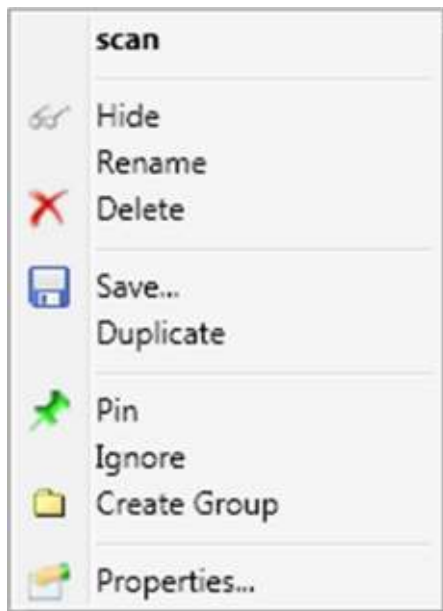 scan
Hide
Rename
Delete
Save...
Duplicate
Pin
Ignore
Create Group
Properties...